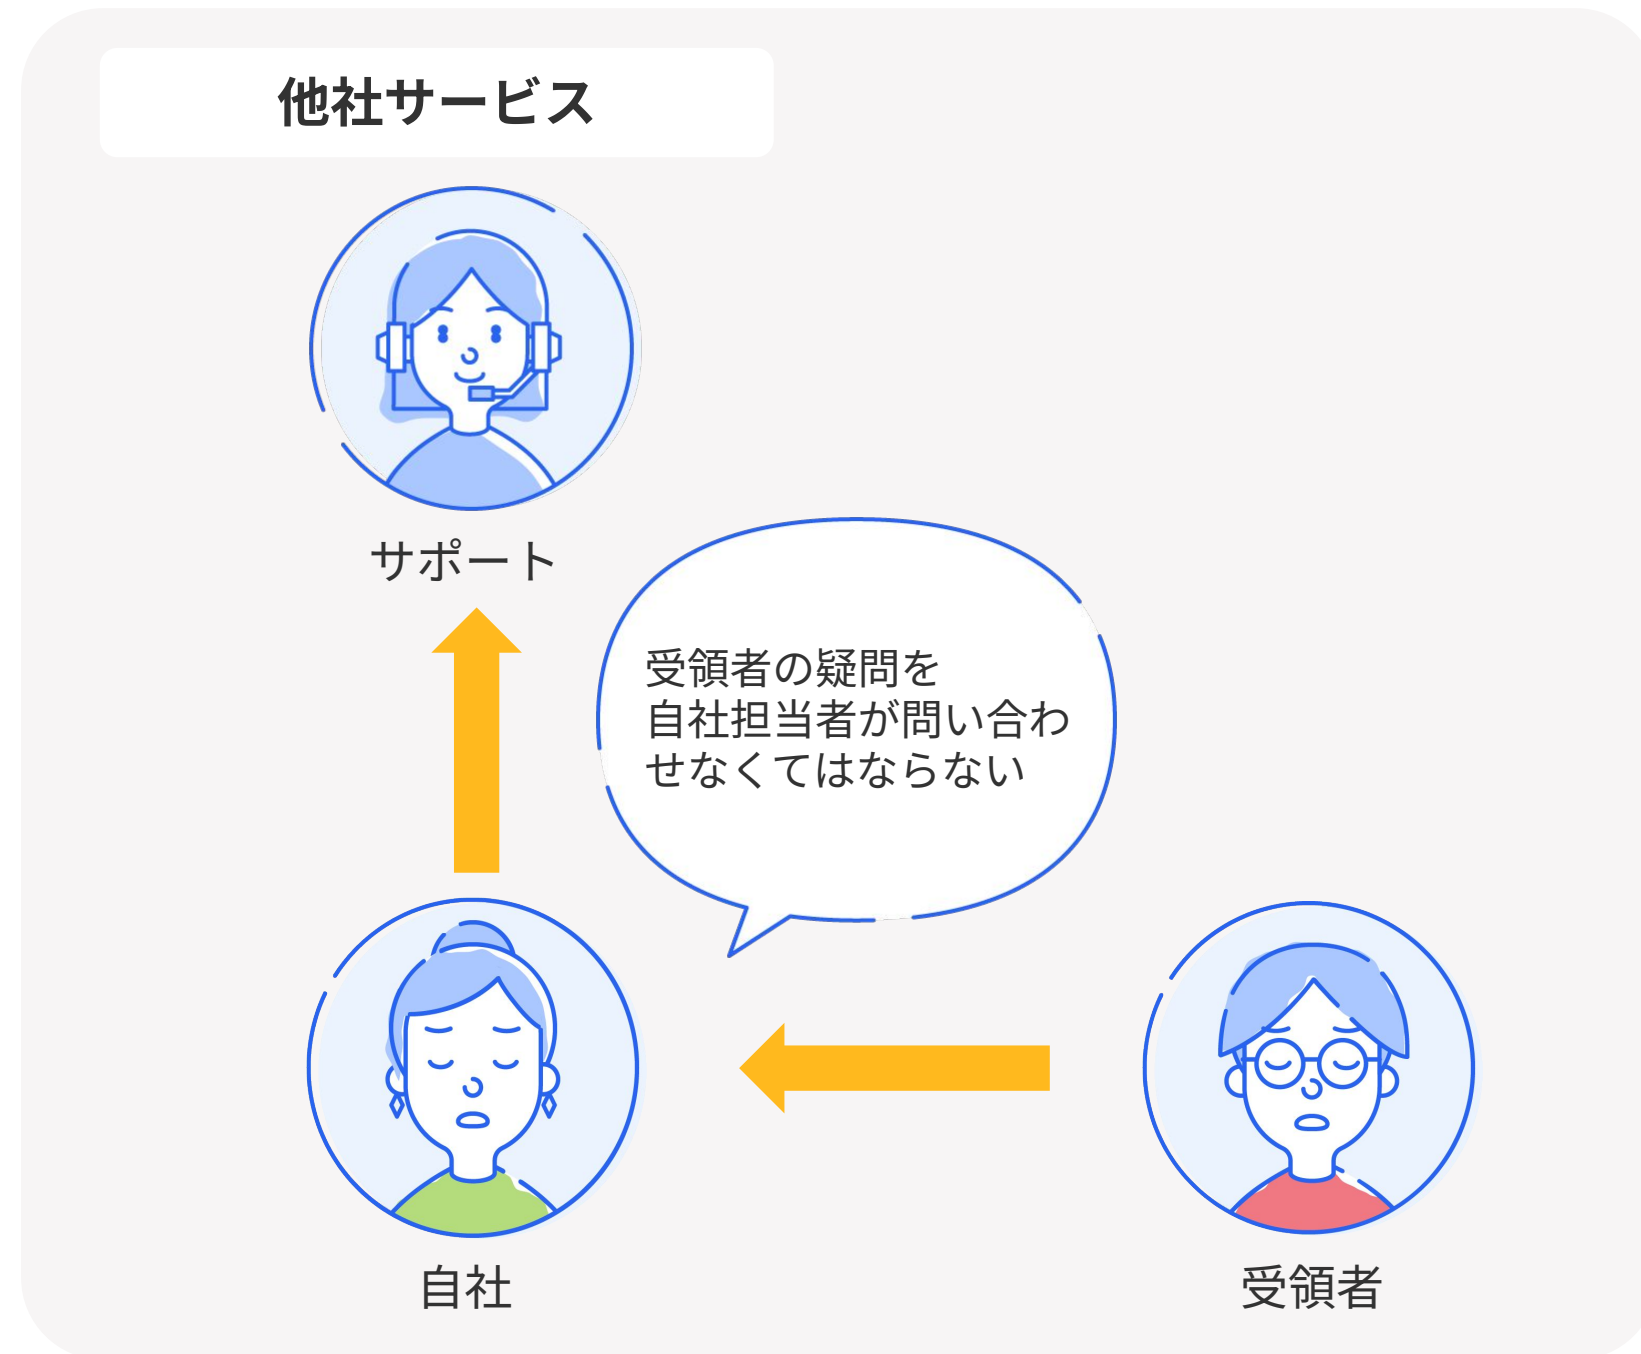 他社サービス
サポート
受領者の疑問を
自社担当者が問い合わ
せなくてはならない
自社
受領者